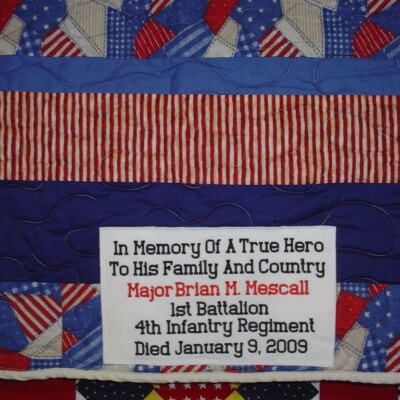 In Memory Of A True Hero
To His Family And Country
Major Brian M. Mescall
1st Battalion
4th Infantry Regiment
Died January 9, 2009